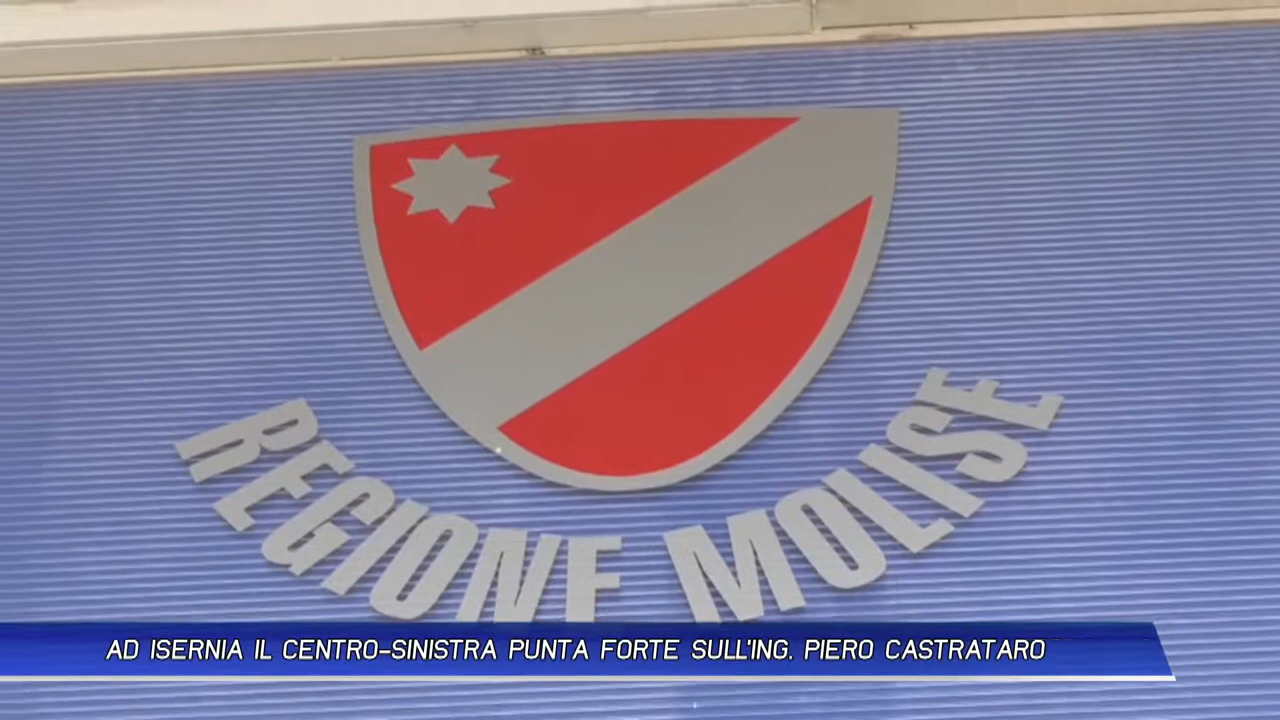 REGIONE MOLISE
AD ISERNIA IL CENTRO-SINISTRA PUNTA FORTE SULL'ING. PIERO CASTRATARO